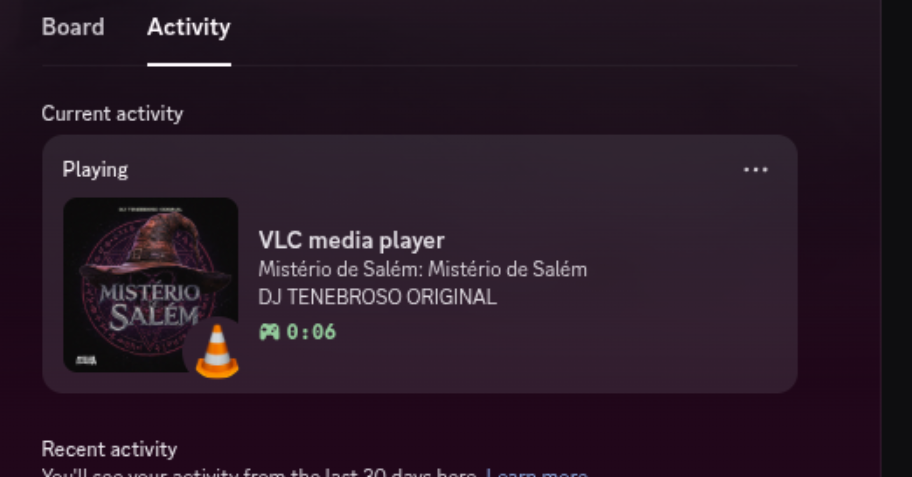 Board Activity
Current activity
Playing
DJ TENEBROSO ORIGINAL
MISTÉRIO
DE
SALÉM
VLC media player
Mistério de Salém: Mistério de Salém
DJ TENEBROSO ORIGINAL
0:06
Recent activity
You'll see your activity from the last 30 days here. Learn more